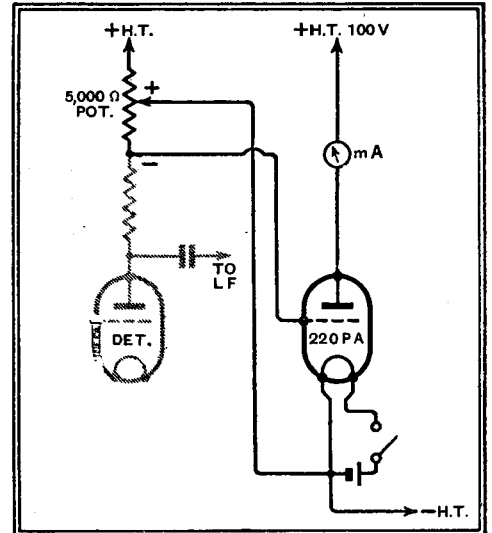 +H.T.
+H.T. 100V
5,000 Ω
POT.
+
mA
−
TO
LF
DET.
220 PA
−H.T.